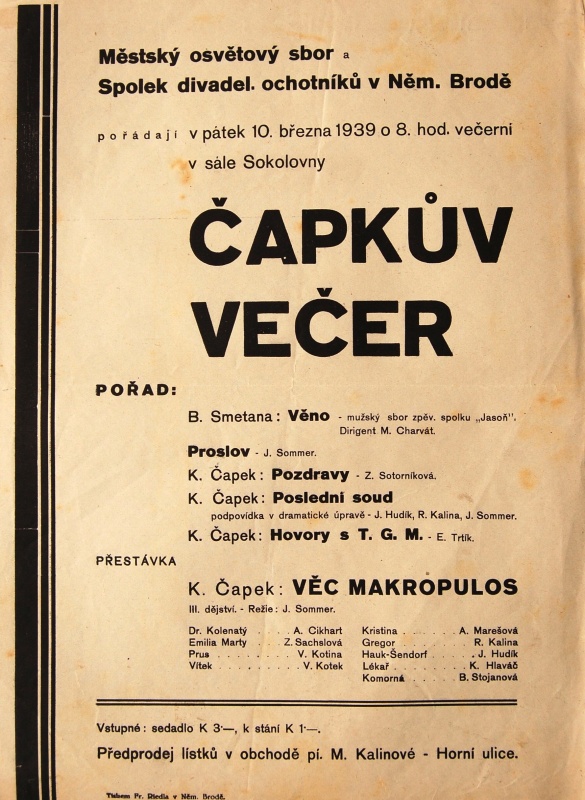 Městský osvětový sbor a
Spolek divadel. ochotníků v Něm. Brodě
pořádají v pátek 10. března 1939 o 8. hod. večerní
v sále Sokolovny
ČAPKŮV
VEČER
POŘAD:
B. Smetana: Věno - mužský sbor zpěv. spolku „Jasoň".
Dirigent M. Charvát.
Proslov - J. Sommer.
K. Čapek: Pozdravy - Z. Sotorníková.
K. Čapek: Poslední soud
podpovídka v dramatické úpravě - J. Hudík, R. Kalina, J. Sommer.
K. Čapek: Hovory s T. G. M. - E. Trtík.
PŘESTÁVKA
K. Čapek: VĚC MAKROPULOS
III. dějství. - Režie: J. Sommer.
Dr. Kolenatý . . . . A. Cikhart
Emilia Marty . . Z. Sachslová
Prus . . . . . . . . V. Kotina
Vítek . . . . . . . . V. Kotek
Kristina . . . . . . A. Marešová
Gregor . . . . . . . R. Kalina
Hauk-Šendorf . . . . J. Hudík
Lékař . . . . . . . K. Hlaváč
Komorná . . . . . B. Stojanová
Vstupné: sedadlo K 3·—, k stání K 1·—.
Předprodej lístků v obchodě pí. M. Kalinové - Horní ulice.
Tiskem Fr. Riedla v Něm. Brodě.